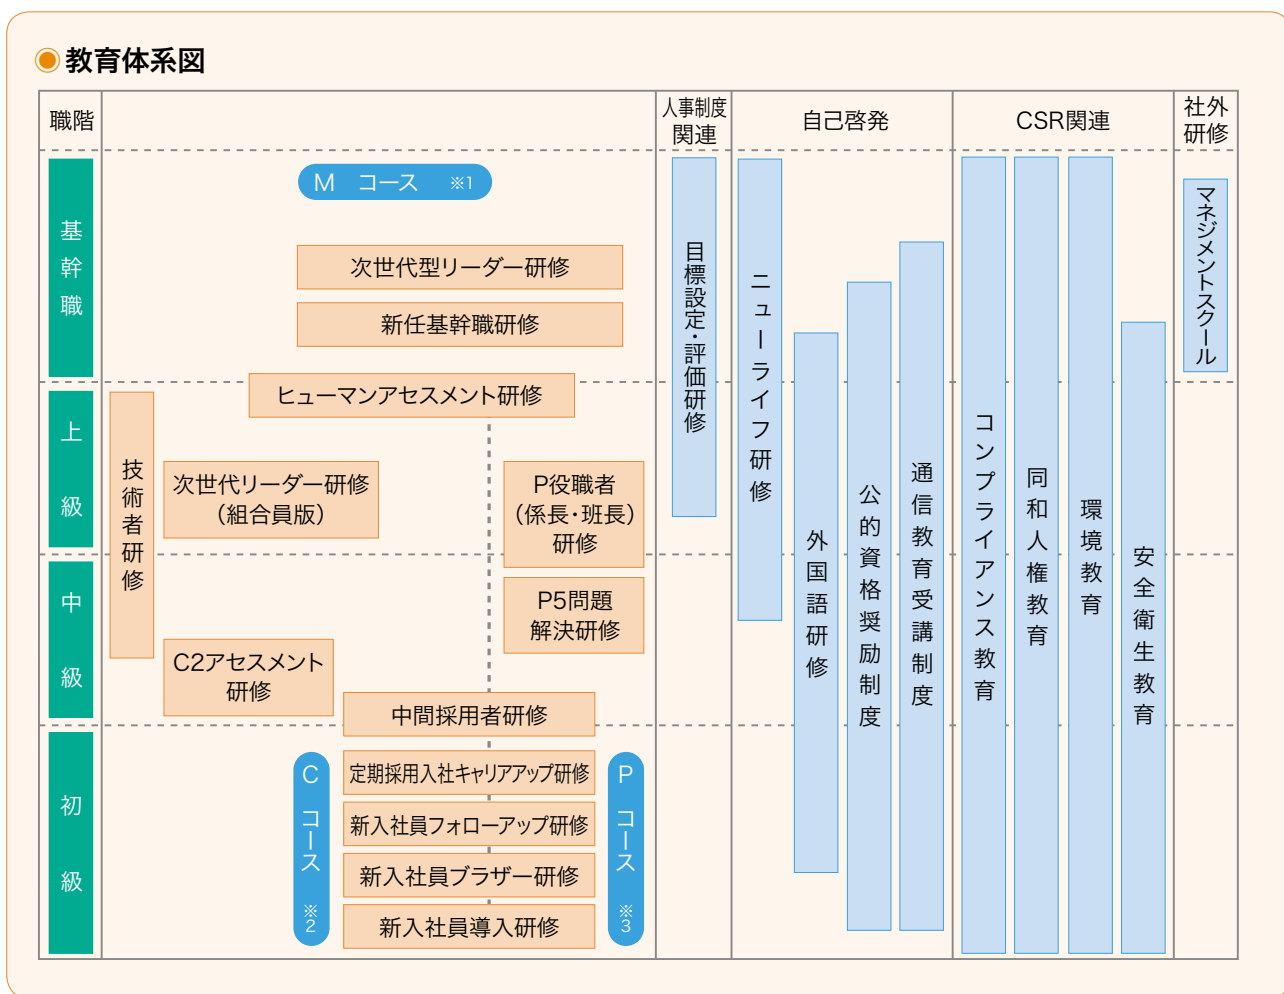 教育体系図
職階
人事制度
関連
自己啓発
CSR関連
社外
研修
基幹職
M コース ※1
次世代型リーダー研修
新任基幹職研修
ヒューマンアセスメント研修
上級
技術者研修
次世代リーダー研修
（組合員版）
P役職者
（係長・班長）
研修
中級
P5問題
解決研修
C2アセスメント
研修
中間採用者研修
初級
C コース ※2
定期採用入社キャリアアップ研修
新入社員フォローアップ研修
新入社員ブラザー研修
新入社員導入研修
P コース ※3
目標設定・評価研修
ニューライフ研修
外国語研修
公的資格奨励制度
通信教育受講制度
コンプライアンス教育
同和人権教育
環境教育
安全衛生教育
マネジメントスクール